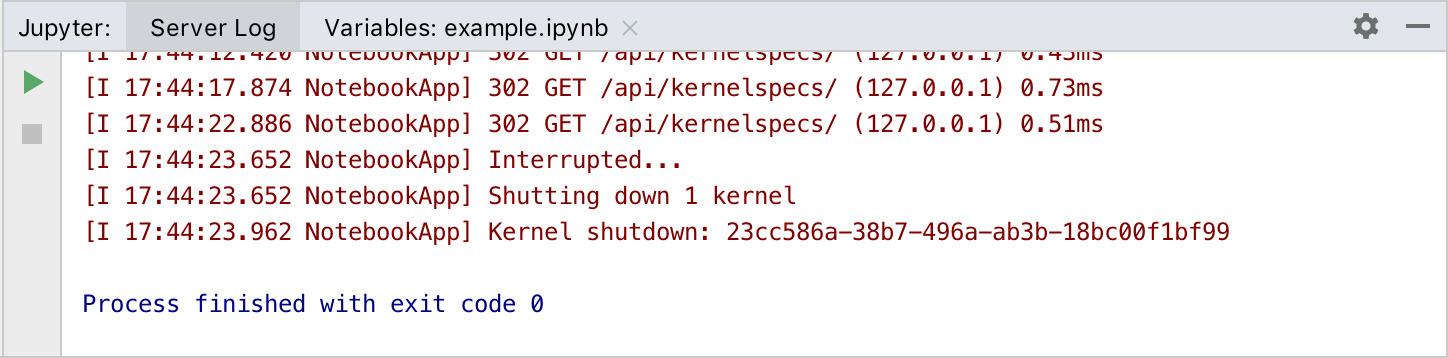 Jupyter: Server Log Variables: example.ipynb
[I 17:44:12.420 NotebookApp] 302 GET /api/kernelspecs/ (127.0.0.1) 0.43ms
[I 17:44:17.874 NotebookApp] 302 GET /api/kernelspecs/ (127.0.0.1) 0.73ms
[I 17:44:22.886 NotebookApp] 302 GET /api/kernelspecs/ (127.0.0.1) 0.51ms
[I 17:44:23.652 NotebookApp] Interrupted...
[I 17:44:23.652 NotebookApp] Shutting down 1 kernel
[I 17:44:23.962 NotebookApp] Kernel shutdown: 23cc586a-38b7-496a-ab3b-18bc00f1bf99
Process finished with exit code 0